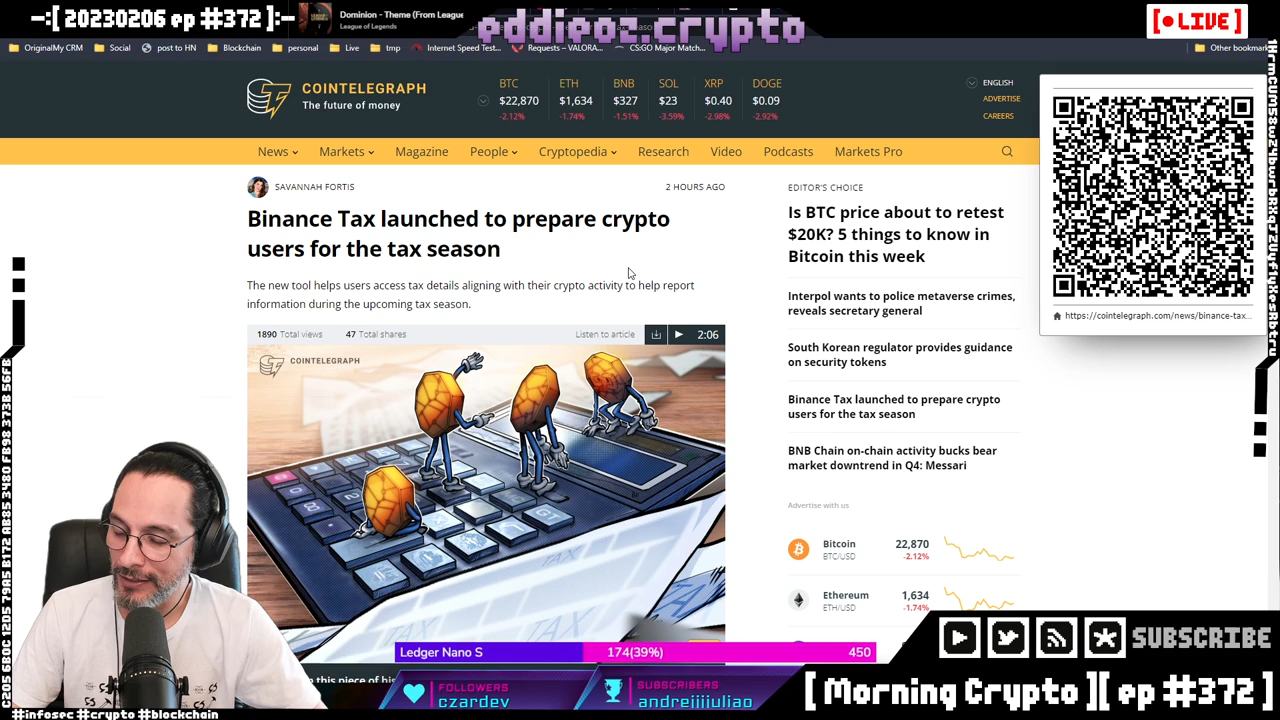 -:[ 20230206 ep #372 ]:-
Dominion - Theme (From League
League of Legends
eddieoz.crypto
[● LIVE]
OriginalMy CRM
Social
post to HN
Blockchain
personal
Live
tmp
Internet Speed Test...
Requests – VALORA...
CS:GO Major Match...
Other bookmark
COINTELEGRAPH
The future of money
BTC ETH BNB SOL XRP DOGE
$22,870 $1,634 $327 $23 $0.40 $0.09
-2.12% -1.74% -1.51% -3.59% -2.98% -2.92%
ENGLISH
ADVERTISE
CAREERS
News Markets Magazine People Cryptopedia Research Video Podcasts Markets Pro
SAVANNAH FORTIS
2 HOURS AGO
Binance Tax launched to prepare crypto
users for the tax season
The new tool helps users access tax details aligning with their crypto activity to help report
information during the upcoming tax season.
1890 Total views 47 Total shares Listen to article 2:06
COINTELEGRAPH
TAX
EDITOR'S CHOICE
Is BTC price about to retest
$20K? 5 things to know in
Bitcoin this week
Interpol wants to police metaverse crimes,
reveals secretary general
South Korean regulator provides guidance
on security tokens
Binance Tax launched to prepare crypto
users for the tax season
BNB Chain on-chain activity bucks bear
market downtrend in Q4: Messari
Advertise with us
Bitcoin 22,870
BTC/USD -2.12%
Ethereum 1,634
ETH/USD -1.74%
https://cointelegraph.com/news/binance-tax...
Ledger Nano S 174(39%) 450
this piece of his
FOLLOWERS
czardev
SUBSCRIBERS
andrejjjjuliao
SUBSCRIBE
[ Morning Crypto ][ ep #372 ]
#infosec #crypto #blockchain